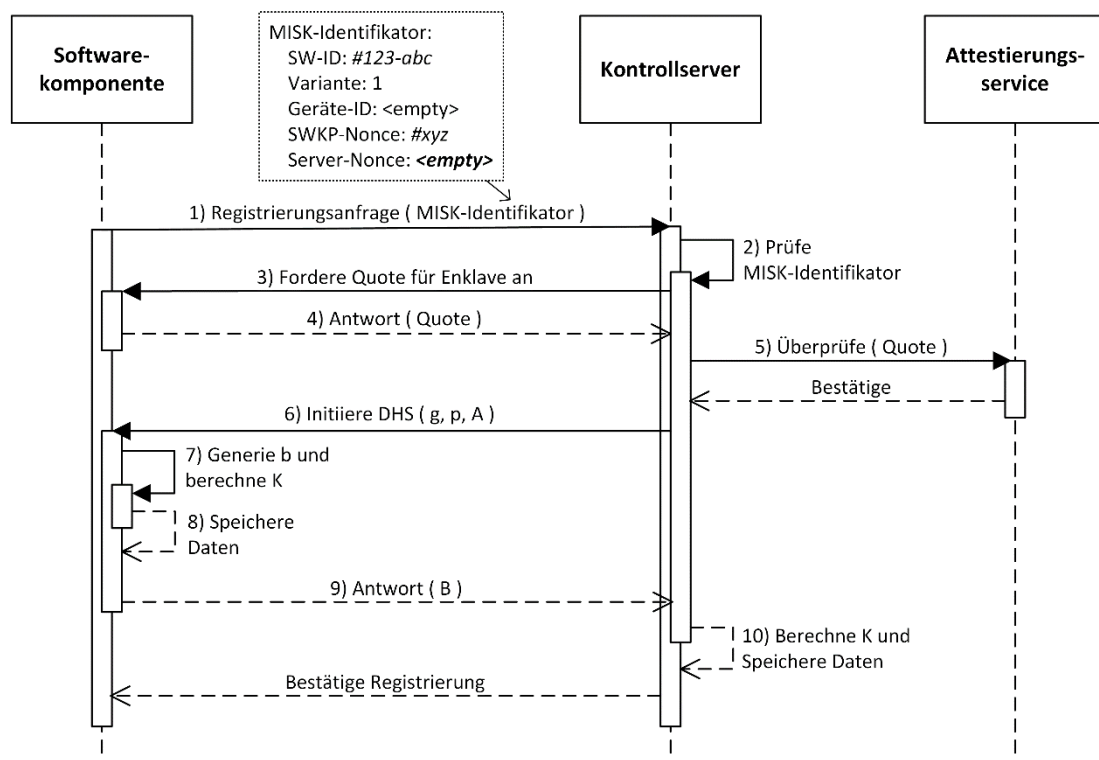 Software-
komponente
MISK-Identifikator:
SW-ID: #123-abc
Variante: 1
Geräte-ID: <empty>
SWKP-Nonce: #xyz
Server-Nonce: <empty>
Kontrollserver
Attestierungs-
service
1) Registrierungsanfrage ( MISK-Identifikator )
2) Prüfe
MISK-Identifikator
3) Fordere Quote für Enklave an
4) Antwort ( Quote )
5) Überprüfe ( Quote )
Bestätige
6) Initiiere DHS ( g, p, A )
7) Generie b und
berechne K
8) Speichere
Daten
9) Antwort ( B )
10) Berechne K und
Speichere Daten
Bestätige Registrierung